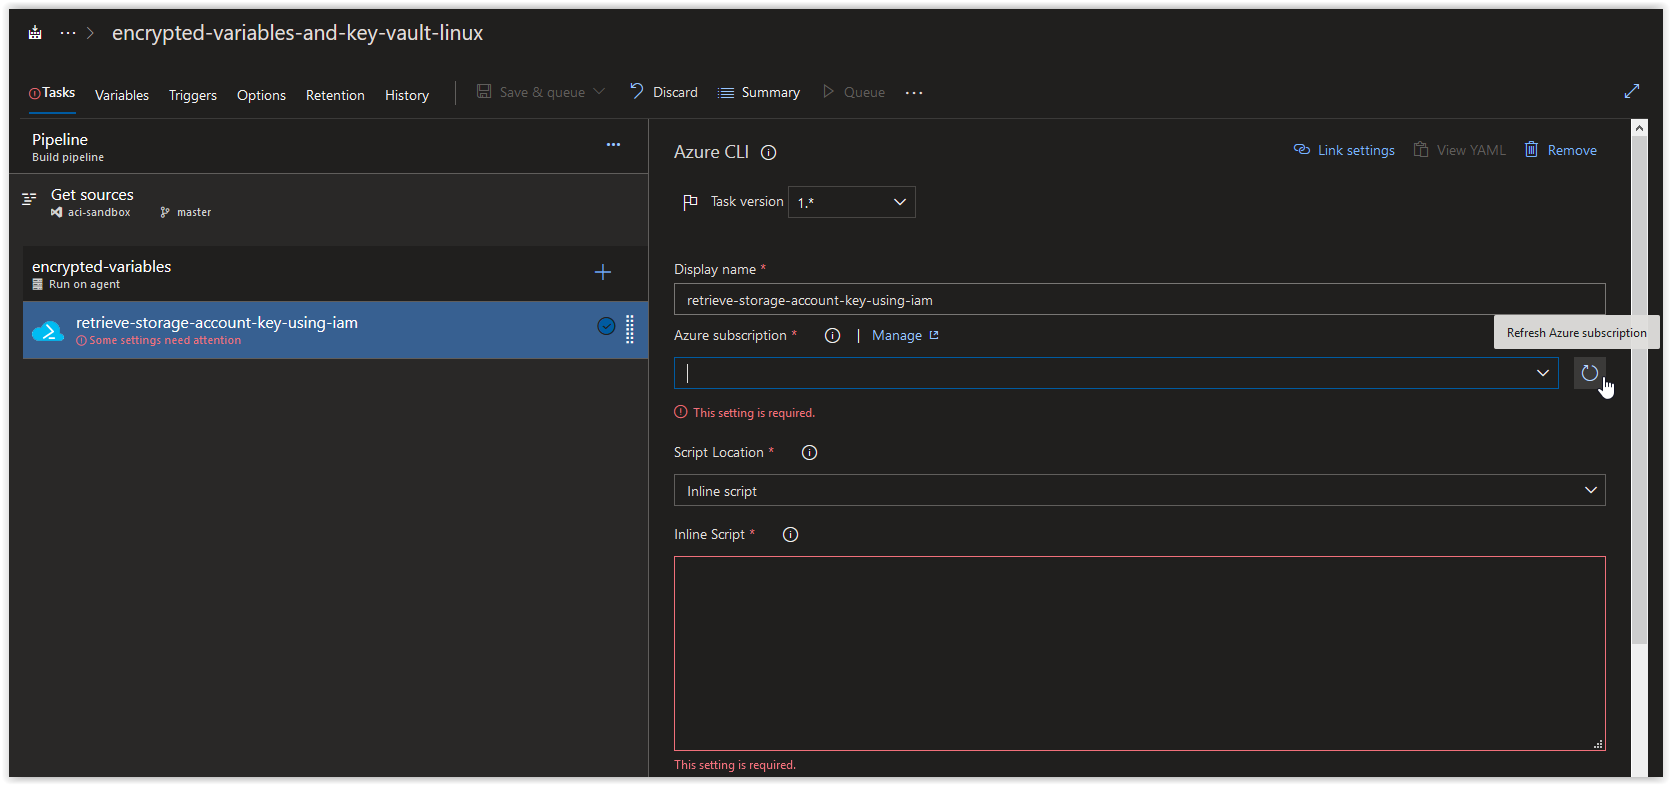 ··· > encrypted-variables-and-key-vault-linux
Tasks Variables Triggers Options Retention History Save & queue Discard Summary Queue ···
Pipeline ···
Build pipeline
Get sources
aci-sandbox master
encrypted-variables
Run on agent
retrieve-storage-account-key-using-iam
Some settings need attention
Azure CLI Link settings View YAML Remove
Task version 1.*
Display name *
retrieve-storage-account-key-using-iam
Azure subscription * | Manage
Refresh Azure subscription
This setting is required.
Script Location *
Inline script
Inline Script *
This setting is required.